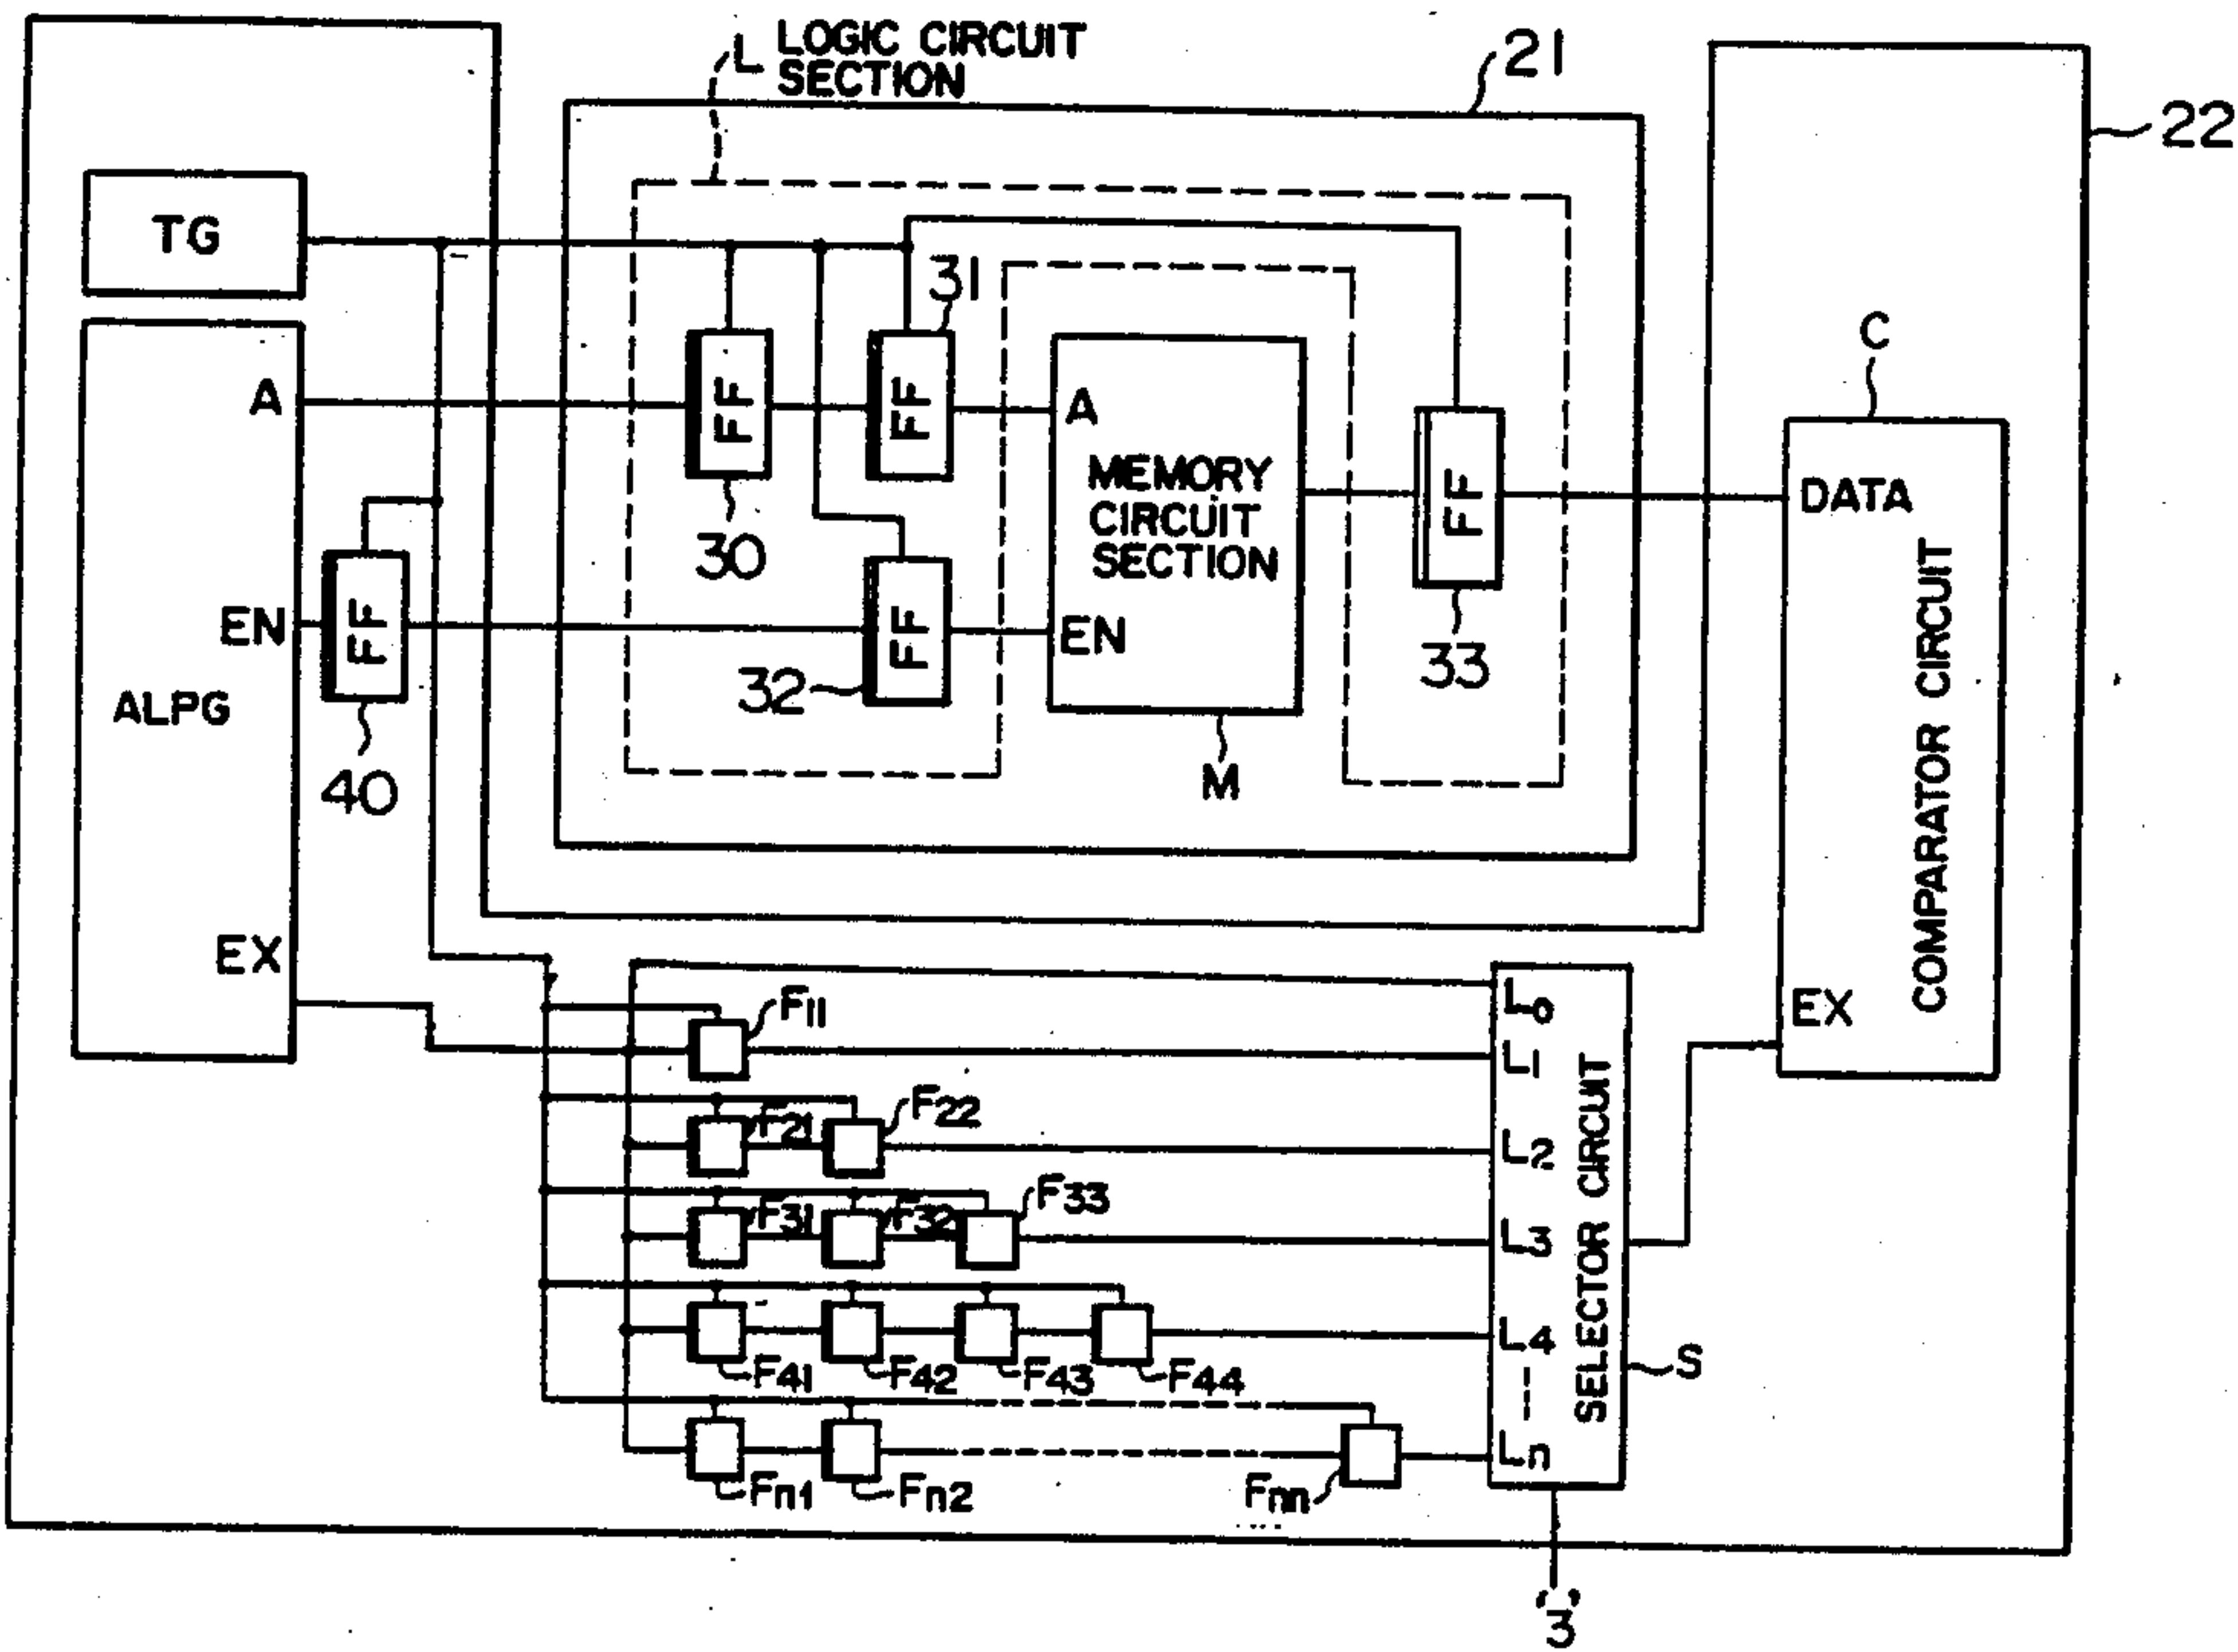 L LOGIC CIRCUIT
SECTION
21
22
TG
31
C
A
FF
FF
A
30
MEMORY
CIRCUIT
SECTION
FF
DATA
EN
FF
FF
EN
32
33
ALPG
40
M
COMPARATOR CIRCUIT
EX
EX
L0
F11
L1
F21
F22
L2
F31
F32
F33
L3
SELECTOR CIRCUIT
L4
S
F41
F42
F43
F44
Ln
Fn1
Fn2
Fnn
'3'